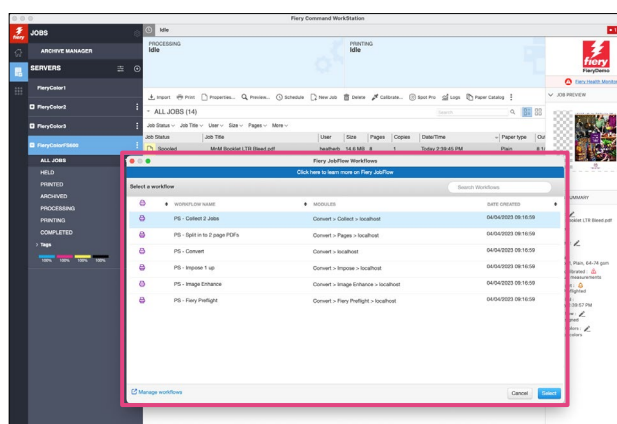 Fiery Command WorkStation
JOBS
Idle
ARCHIVE MANAGER
PROCESSING
Idle
PRINTING
Idle
fiery
FieryDemo
SERVERS
Fiery Health Monitor
FieryColor1
Import Print Properties... Preview... Schedule New Job Delete Calibrate... Spot Pro Logs Paper Catalog
JOB PREVIEW
FieryColor3
ALL JOBS (14)
Search
FieryColor3
Job Status Job Title User Size Pages More
Job Status Job Title User Size Pages Copies Date/Time Paper type
Spooled MnM Booklet LTR Bleed.pdf heatherb 14.6 MB 8 1 Today 2:39:45 PM Plain
ALL JOBS
HELD
PRINTED
ARCHIVED
PROCESSING
PRINTING
COMPLETED
Tags
100% 100% 100% 100%
Fiery JobFlow Workflows
Click here to learn more on Fiery JobFlow
Select a workflow
Search Workflows
WORKFLOW NAME MODULES DATE CREATED
PS - Collect 2 Jobs Convert > Collect > localhost 04/04/2023 09:16:59
PS - Split in to 2 page PDFs Convert > Pages > localhost 04/04/2023 09:16:59
PS - Convert Convert > localhost 04/04/2023 09:16:59
PS - Impose 1 up Convert > Impose > localhost 04/04/2023 09:16:59
PS - Image Enhance Convert > Image Enhance > localhost 04/04/2023 09:16:59
PS - Fiery Preflight Convert > Fiery Preflight > localhost 04/04/2023 09:16:59
Manage workflows
Cancel
Select